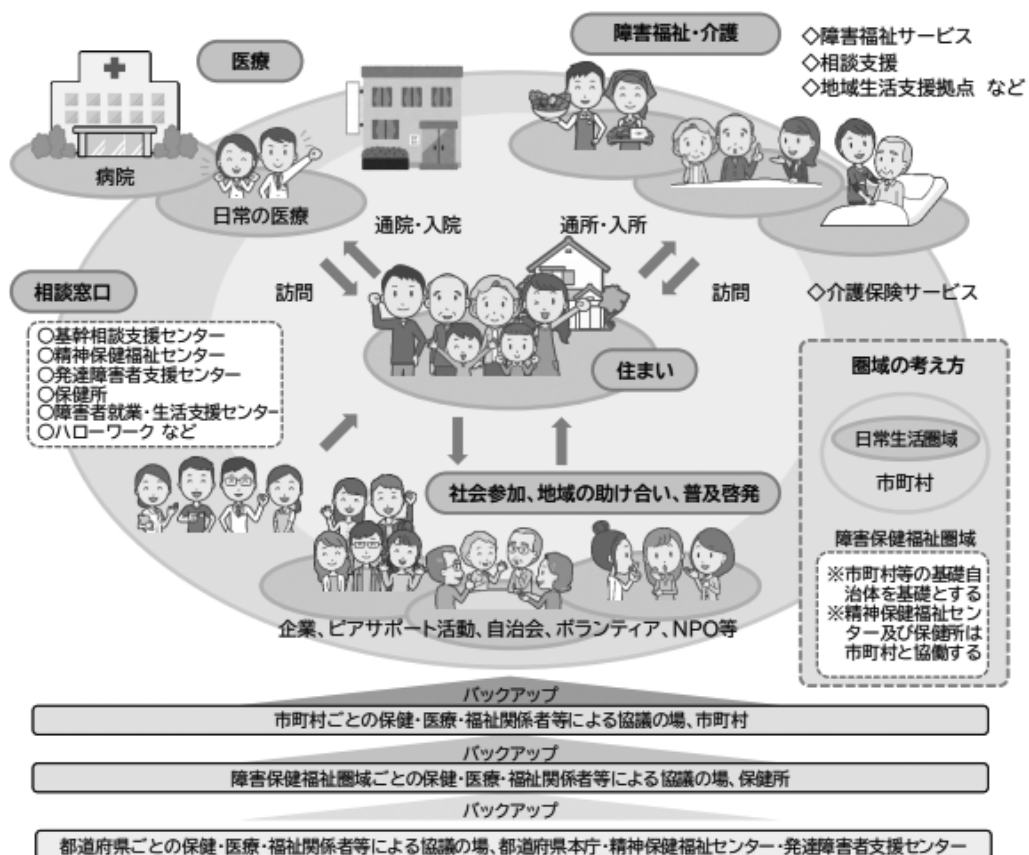 医療
障害福祉・介護
◇障害福祉サービス
◇相談支援
◇地域生活支援拠点 など
病院
日常の医療
通院・入院
通所・入所
相談窓口
訪問
訪問
◇介護保険サービス
○基幹相談支援センター
○精神保健福祉センター
○発達障害者支援センター
○保健所
○障害者就業・生活支援センター
○ハローワーク など
住まい
圏域の考え方
日常生活圏域
市町村
障害保健福祉圏域
※市町村等の基礎自
治体を基礎とする
※精神保健福祉セン
ター及び保健所は
市町村と協働する
社会参加、地域の助け合い、普及啓発
企業、ピアサポート活動、自治会、ボランティア、NPO等
バックアップ
市町村ごとの保健・医療・福祉関係者等による協議の場、市町村
バックアップ
障害保健福祉圏域ごとの保健・医療・福祉関係者等による協議の場、保健所
バックアップ
都道府県ごとの保健・医療・福祉関係者等による協議の場、都道府県本庁・精神保健福祉センター・発達障害者支援センター